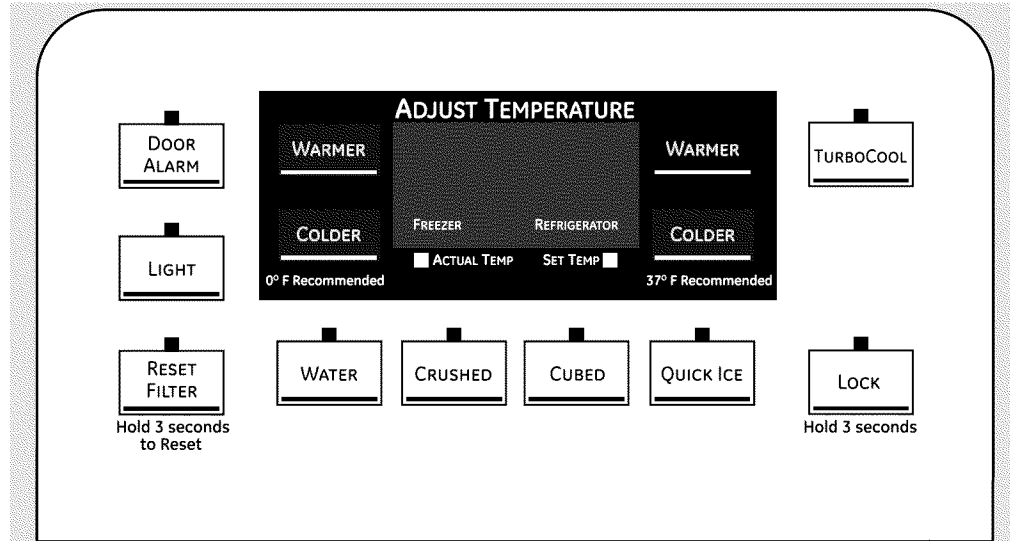 ADJUST TEMPERATURE
DOOR
ALARM
WARMER
WARMER
TURBOCOOL
FREEZER
REFRIGERATOR
COLDER
COLDER
LIGHT
ACTUAL TEMP
SET TEMP
0° F Recommended
37° F Recommended
RESET
FILTER
WATER
CRUSHED
CUBED
QUICK ICE
LOCK
Hold 3 seconds
to Reset
Hold 3 seconds